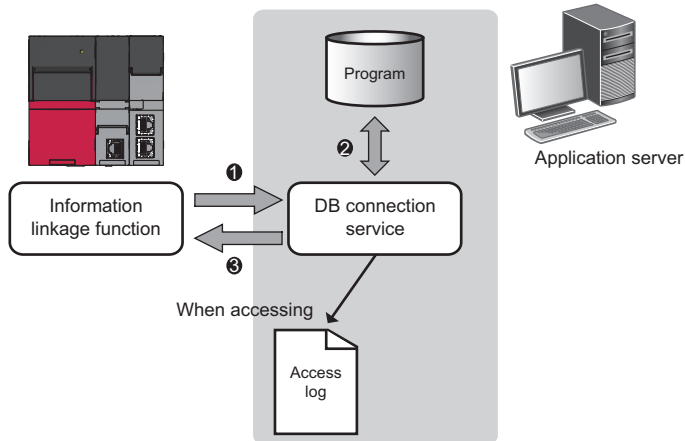 Program
Application server
❶
❷
Information
linkage function
DB connection
service
❸
When accessing
Access
log